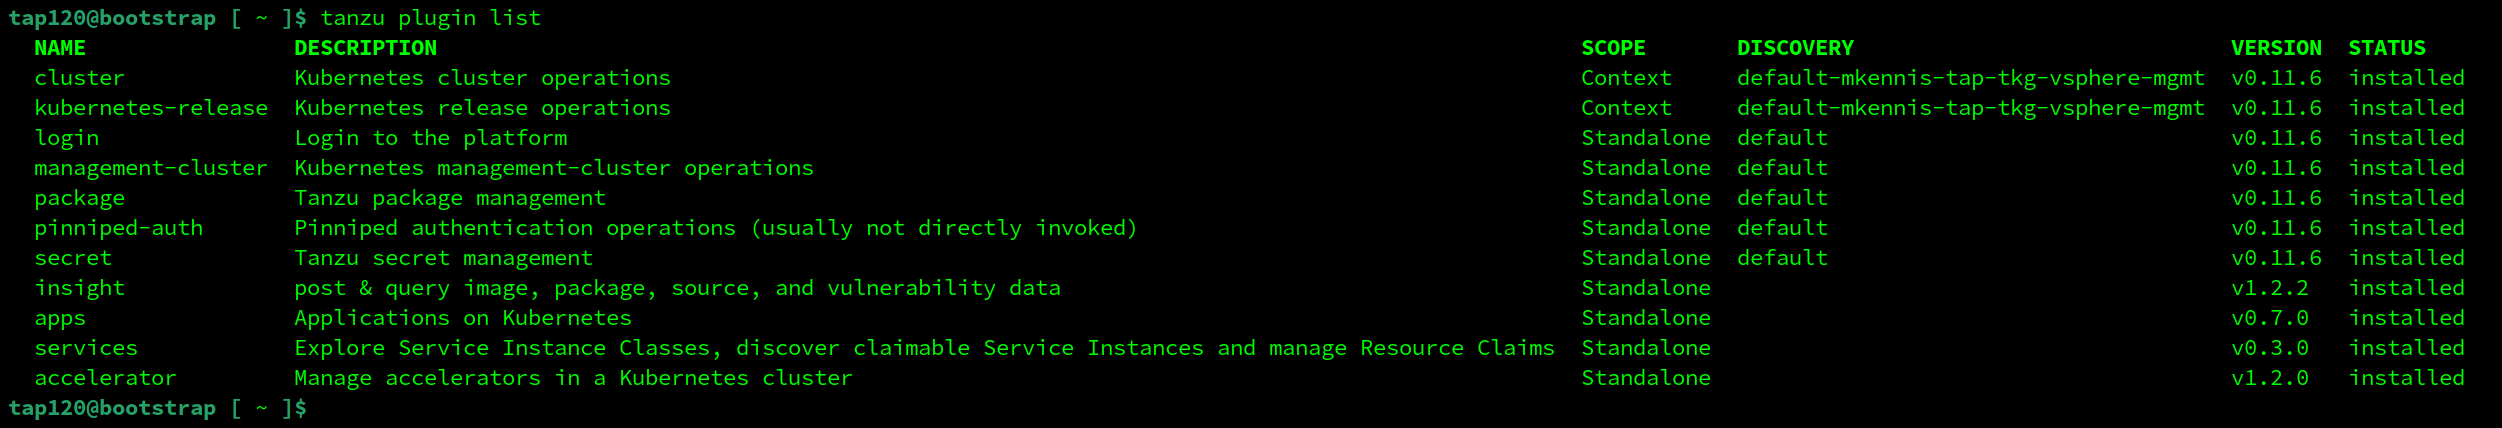 tap120@bootstrap [ ~ ]$ tanzu plugin list
NAME DESCRIPTION SCOPE DISCOVERY VERSION STATUS
cluster Kubernetes cluster operations Context default-mkennis-tap-tkg-vsphere-mgmt v0.11.6 installed
kubernetes-release Kubernetes release operations Context default-mkennis-tap-tkg-vsphere-mgmt v0.11.6 installed
login Login to the platform Standalone default v0.11.6 installed
management-cluster Kubernetes management-cluster operations Standalone default v0.11.6 installed
package Tanzu package management Standalone default v0.11.6 installed
pinniped-auth Pinniped authentication operations (usually not directly invoked) Standalone default v0.11.6 installed
secret Tanzu secret management Standalone default v0.11.6 installed
insight post & query image, package, source, and vulnerability data Standalone v1.2.2 installed
apps Applications on Kubernetes Standalone v0.7.0 installed
services Explore Service Instance Classes, discover claimable Service Instances and manage Resource Claims Standalone v0.3.0 installed
accelerator Manage accelerators in a Kubernetes cluster Standalone v1.2.0 installed
tap120@bootstrap [ ~ ]$